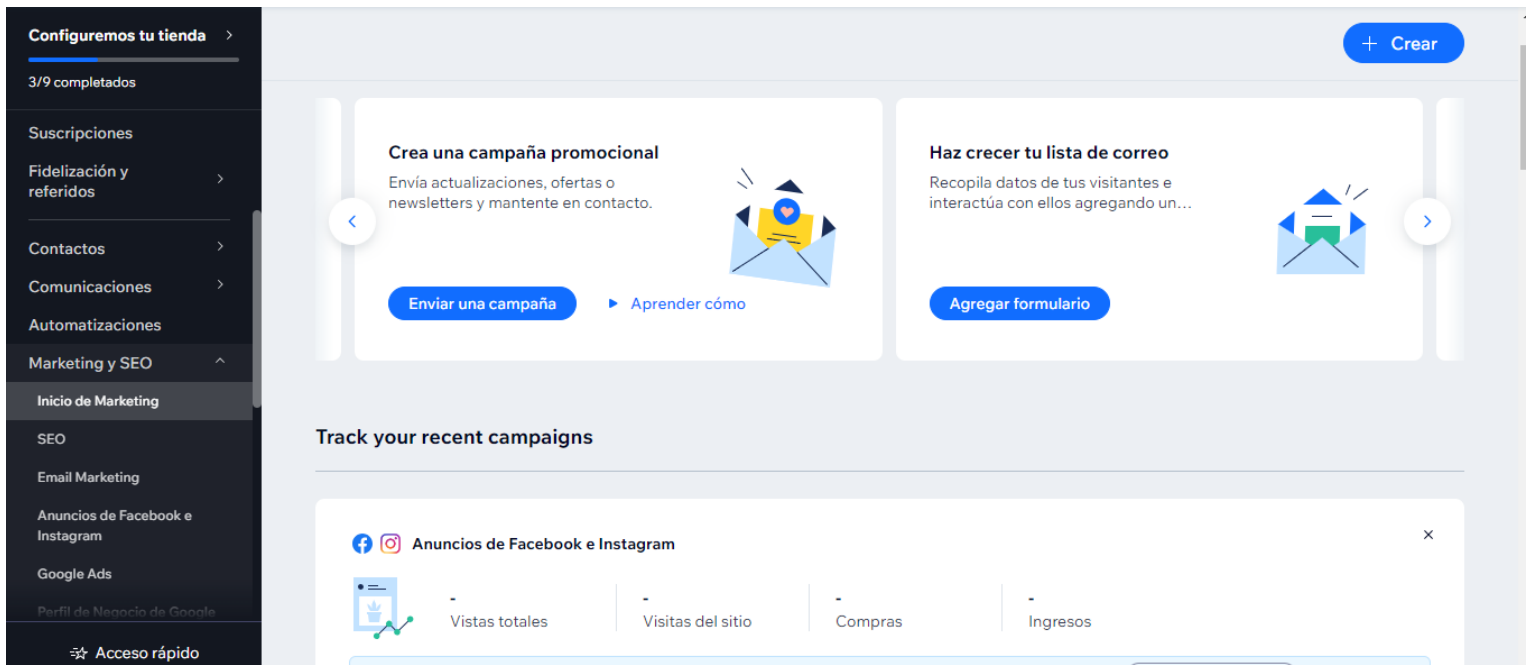 Configuremos tu tienda
3/9 completados
Suscripciones
Fidelización y
referidos
Contactos
Comunicaciones
Automatizaciones
Marketing y SEO
Inicio de Marketing
SEO
Email Marketing
Anuncios de Facebook e
Instagram
Google Ads
Perfil de Negocio de Google
Acceso rápido
+ Crear
Crea una campaña promocional
Envía actualizaciones, ofertas o
newsletters y mantente en contacto.
Enviar una campaña
Aprender cómo
Haz crecer tu lista de correo
Recopila datos de tus visitantes e
interactúa con ellos agregando un...
Agregar formulario
Track your recent campaigns
Anuncios de Facebook e Instagram
- - - -
Vistas totales Visitas del sitio Compras Ingresos